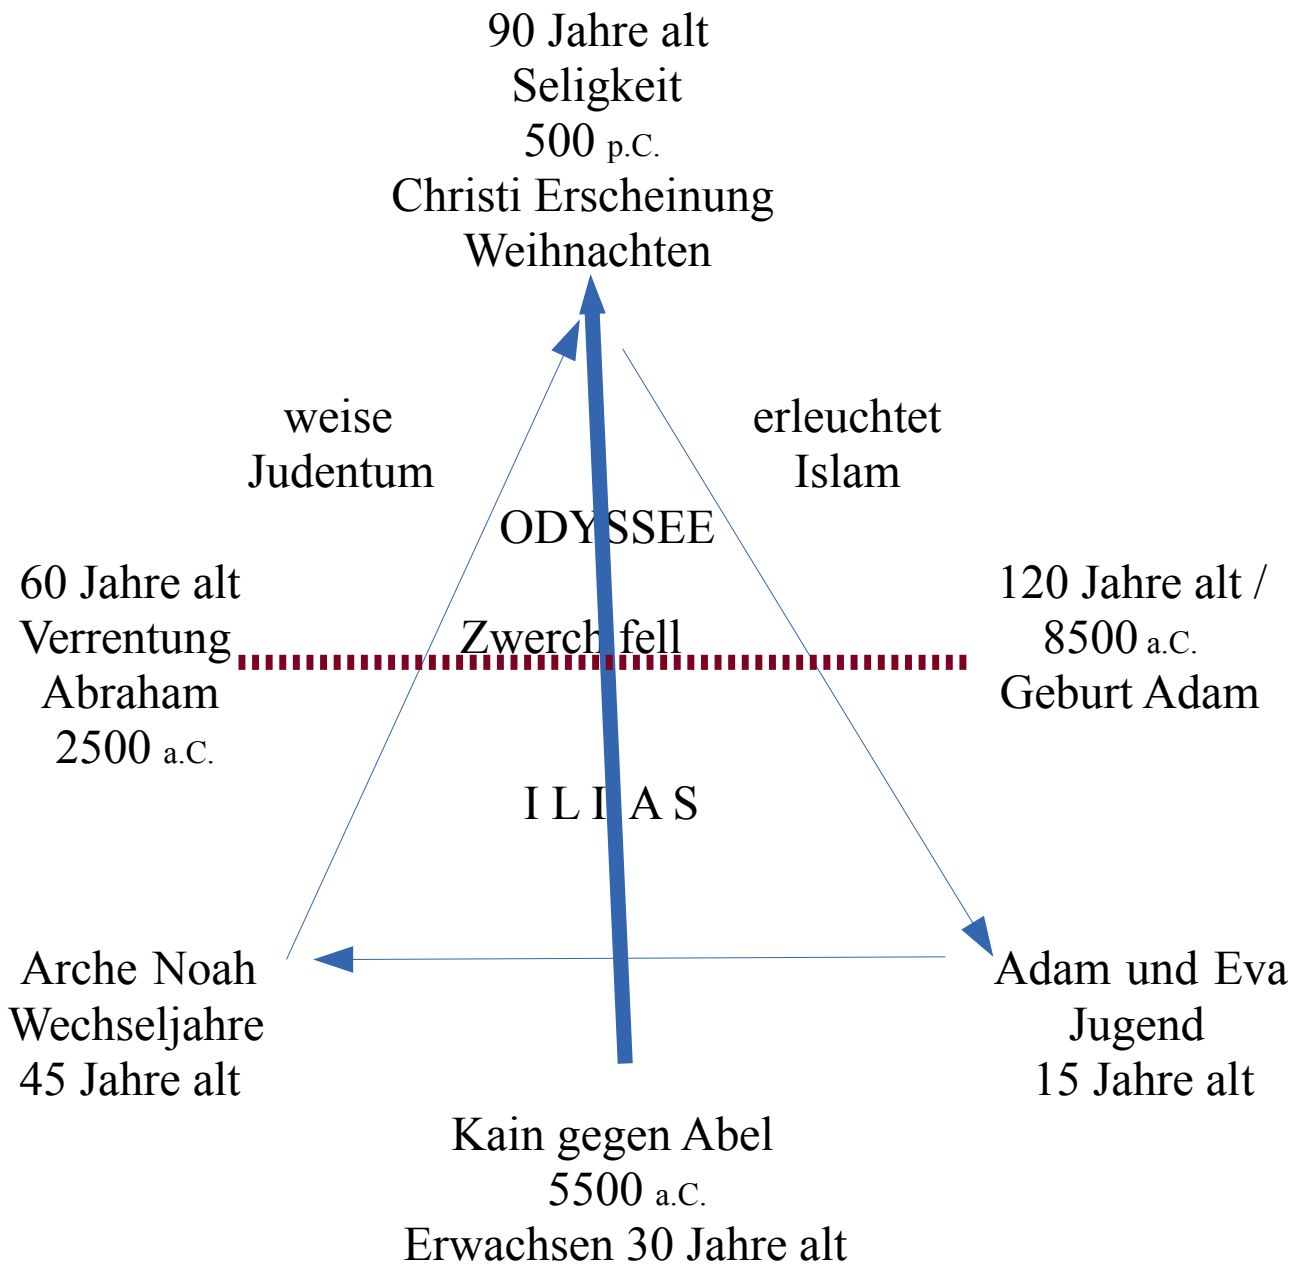 90 Jahre alt
Seligkeit
500 p.C.
Christi Erscheinung
Weihnachten
weise
Judentum
erleuchtet
Islam
ODYSSEE
60 Jahre alt
Verrentung
Abraham
2500 a.C.
Zwerchfell
120 Jahre alt /
8500 a.C.
Geburt Adam
I L I A S
Arche Noah
Wechseljahre
45 Jahre alt
Adam und Eva
Jugend
15 Jahre alt
Kain gegen Abel
5500 a.C.
Erwachsen 30 Jahre alt